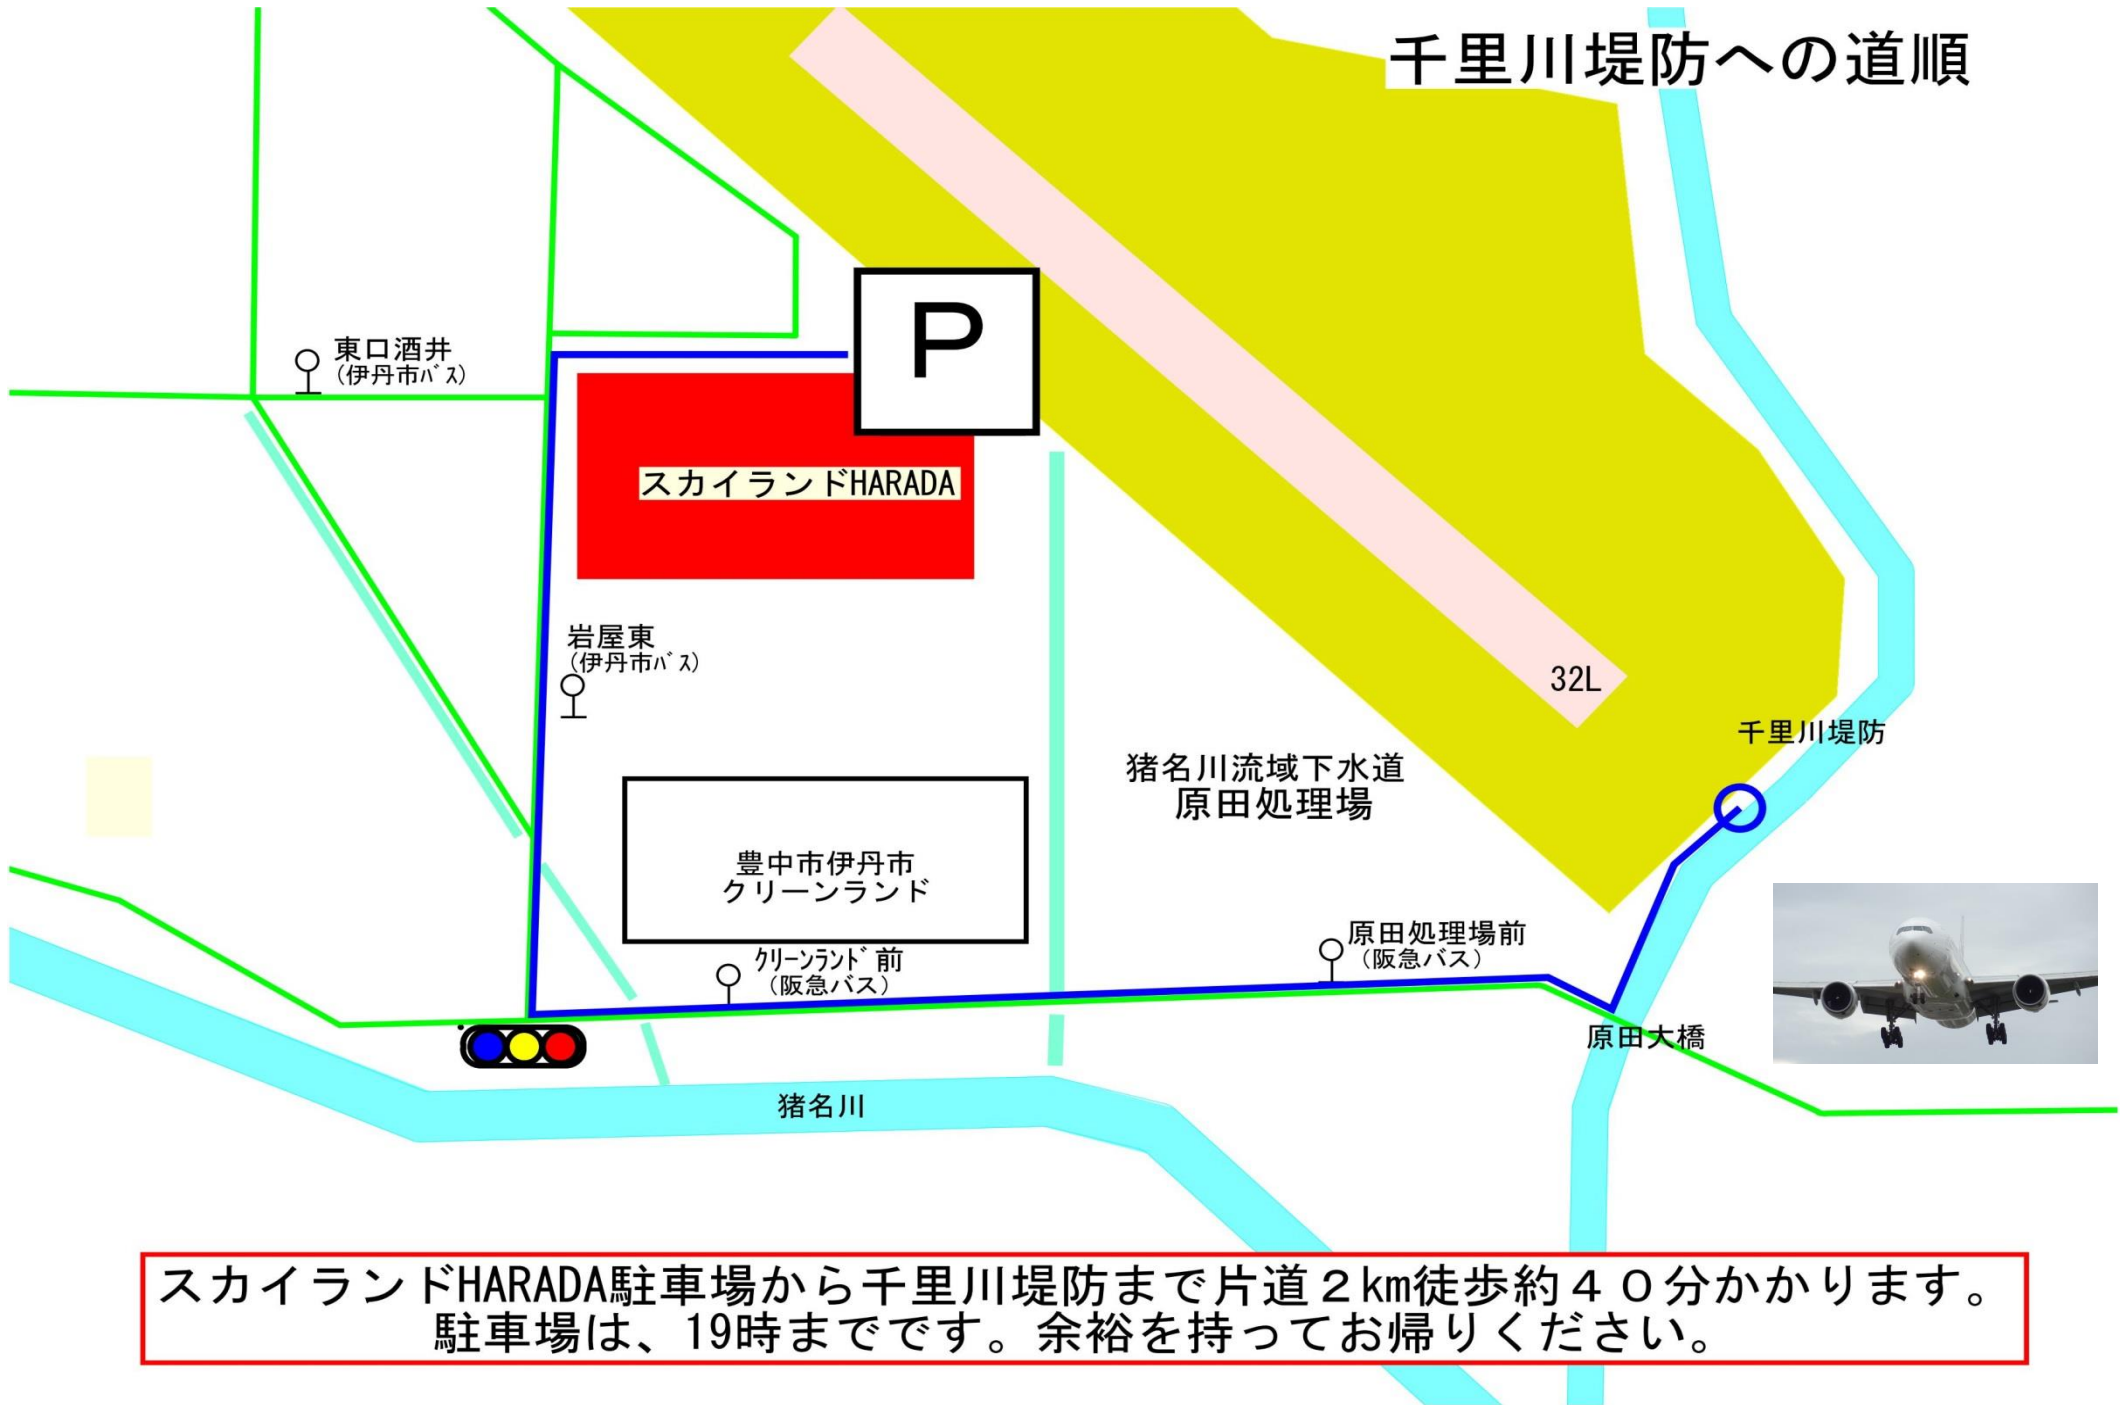 千里川堤防への道順
P
東口酒井
(伊丹市ﾊﾞｽ)
スカイランドHARADA
岩屋東
(伊丹市ﾊﾞｽ)
32L
千里川堤防
猪名川流域下水道
原田処理場
豊中市伊丹市
クリーンランド
ｸﾘｰﾝﾗﾝﾄﾞ前
(阪急バス)
原田処理場前
(阪急バス)
原田大橋
猪名川
スカイランドHARADA駐車場から千里川堤防まで片道２km徒歩約４０分かかります。
駐車場は、19時までです。余裕を持ってお帰りください。